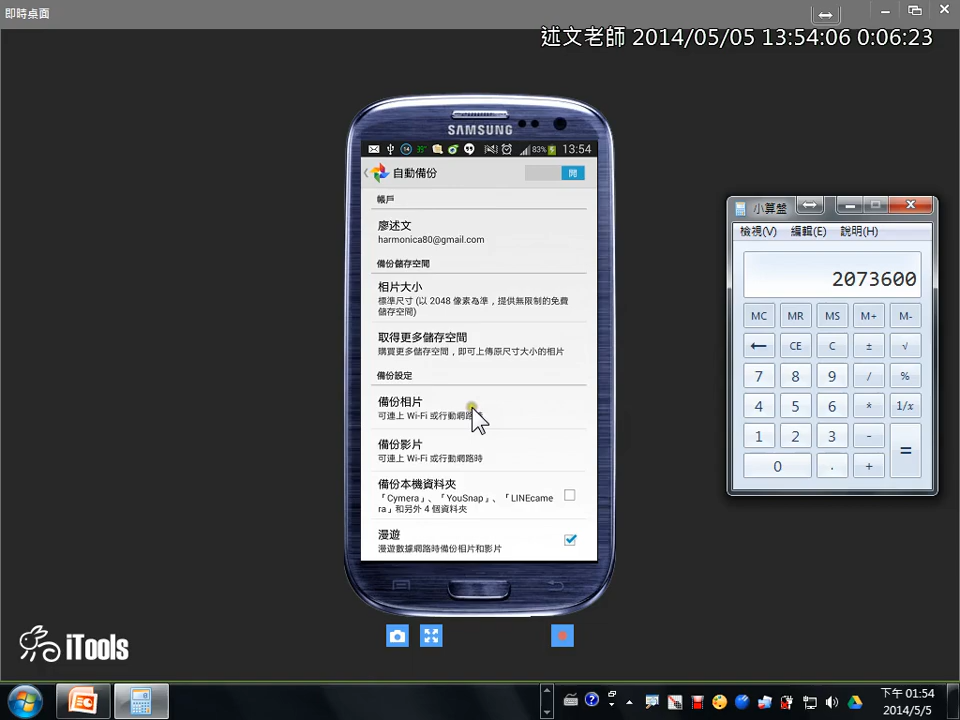 即時桌面
述文老師 2014/05/05 13:54:06 0:06:23
SAMSUNG
83% 13:54
自動備份
開
帳戶
廖述文
harmonica80@gmail.com
備份儲存空間
相片大小
標準尺寸 (以 2048 像素為準，提供無限制的免費
儲存空間)
取得更多儲存空間
購買更多儲存空間，即可上傳原尺寸大小的相片
備份設定
備份相片
可連上 Wi-Fi 或行動網路
備份影片
可連上 Wi-Fi 或行動網路時
備份本機資料夾
「Cymera」、「YouSnap」、「LINEcame
ra」和另外 4 個資料夾
漫遊
漫遊數據網路時備份相片和影片
小算盤
檢視(V) 編輯(E) 說明(H)
2073600
MC MR MS M+ M-
← CE C ± √
7 8 9 / %
4 5 6 * 1/x
1 2 3 - =
0 . +
iTools
下午 01:54
2014/5/5